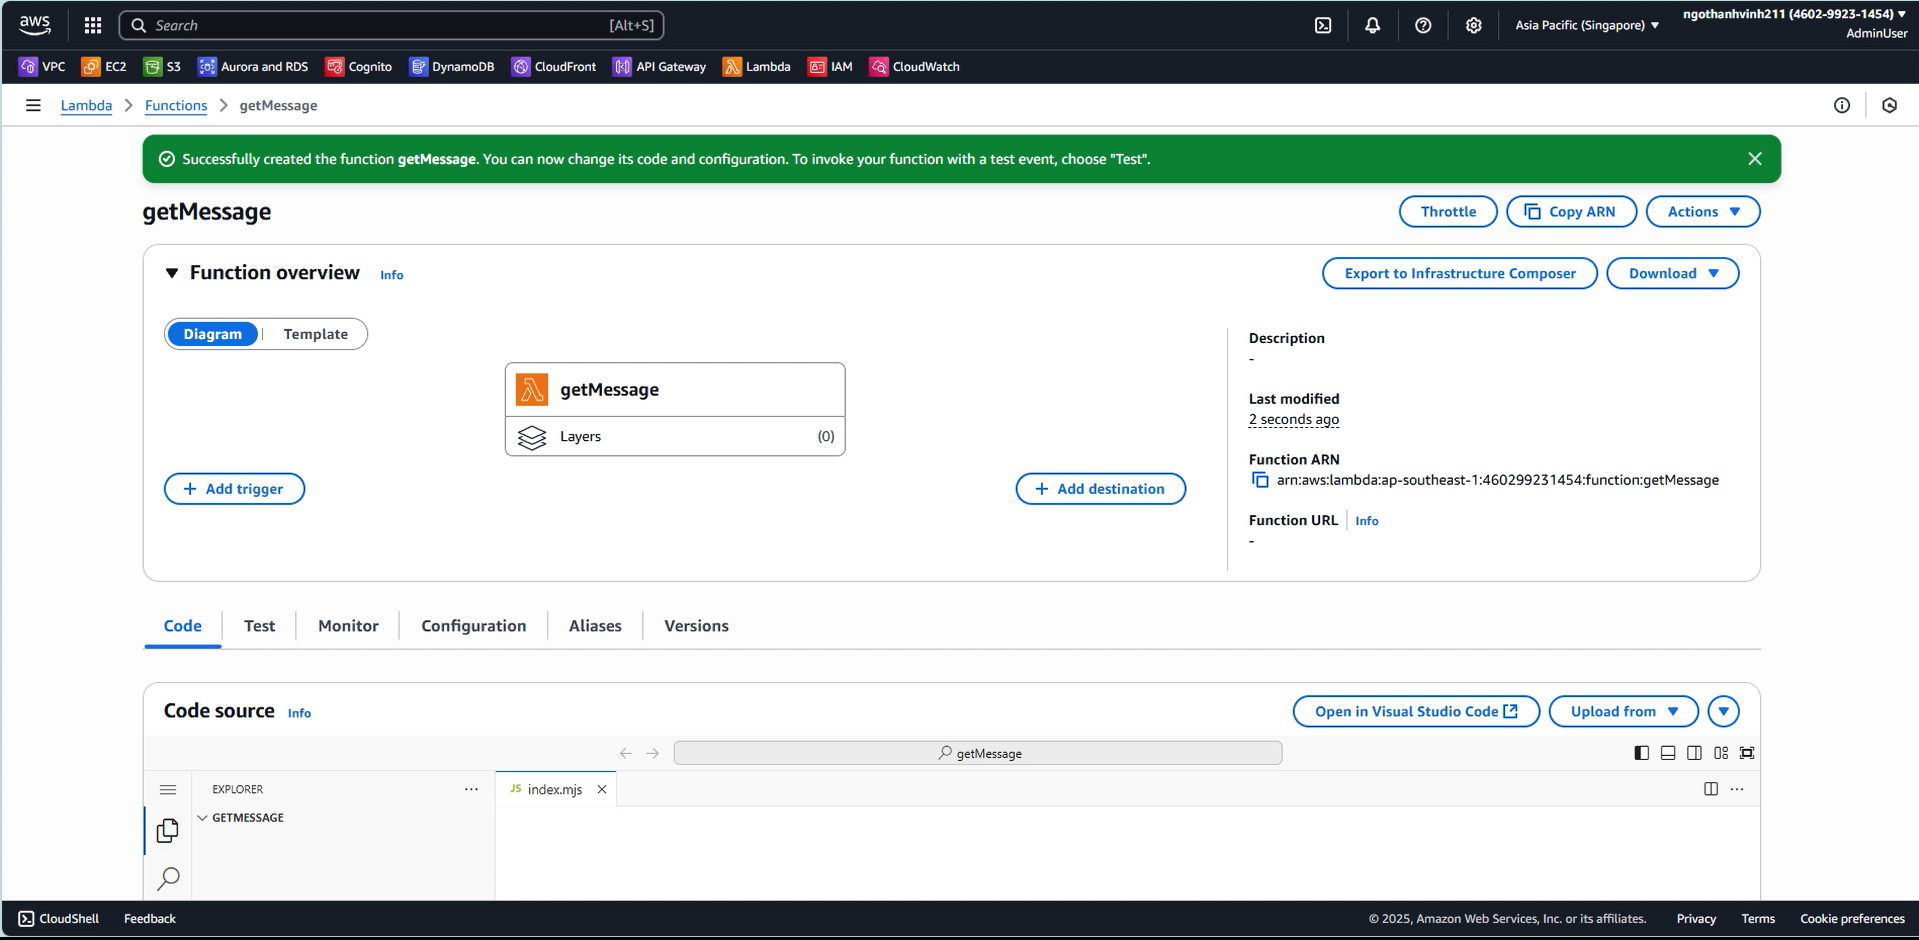 aws
Search [Alt+S]
Asia Pacific (Singapore) ▼
ngothanhvinh211 (4602-9923-1454) ▼
AdminUser
VPC EC2 S3 Aurora and RDS Cognito DynamoDB CloudFront API Gateway Lambda IAM CloudWatch
Lambda > Functions > getMessage
Successfully created the function getMessage. You can now change its code and configuration. To invoke your function with a test event, choose "Test".
getMessage
Throttle Copy ARN Actions ▼
▼ Function overview Info
Export to Infrastructure Composer Download ▼
Diagram Template
getMessage
Layers (0)
+ Add trigger
+ Add destination
Description
-
Last modified
2 seconds ago
Function ARN
arn:aws:lambda:ap-southeast-1:460299231454:function:getMessage
Function URL Info
-
Code Test Monitor Configuration Aliases Versions
Code source Info
Open in Visual Studio Code Upload from ▼
getMessage
EXPLORER ...
JS index.mjs
GETMESSAGE
CloudShell Feedback
© 2025, Amazon Web Services, Inc. or its affiliates. Privacy Terms Cookie preferences